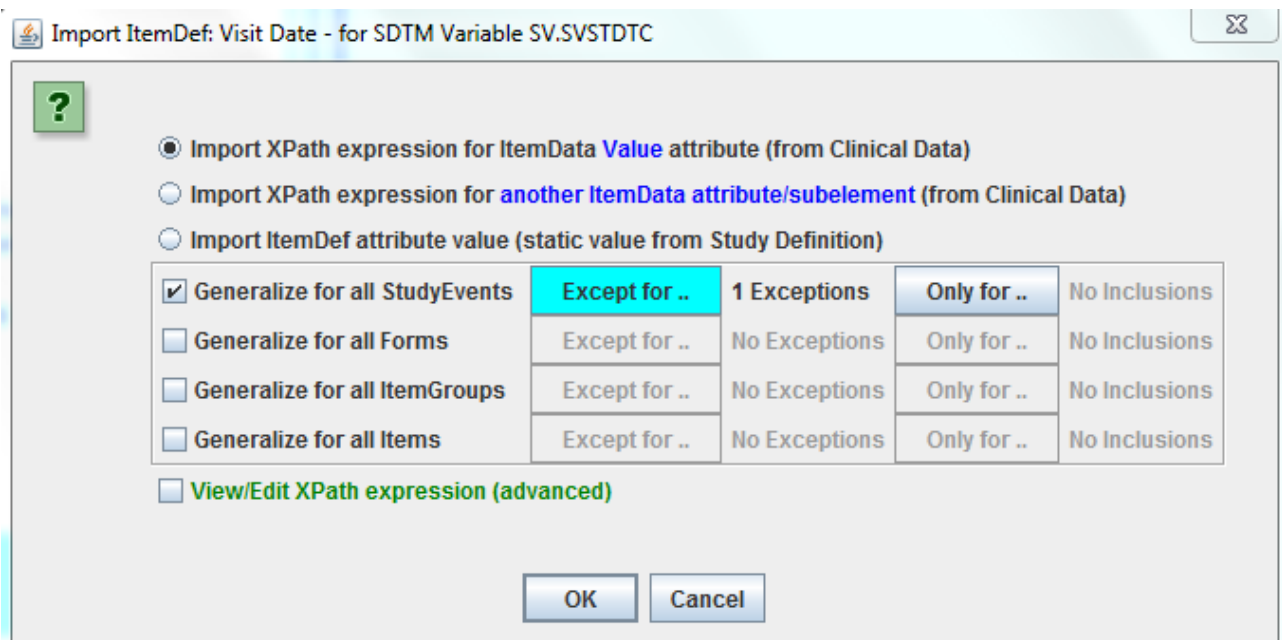 Import ItemDef: Visit Date - for SDTM Variable SV.SVSTDTC
?
Import XPath expression for ItemData Value attribute (from Clinical Data)
Import XPath expression for another ItemData attribute/subelement (from Clinical Data)
Import ItemDef attribute value (static value from Study Definition)
Generalize for all StudyEvents Except for .. 1 Exceptions Only for .. No Inclusions
Generalize for all Forms Except for .. No Exceptions Only for .. No Inclusions
Generalize for all ItemGroups Except for .. No Exceptions Only for .. No Inclusions
Generalize for all Items Except for .. No Exceptions Only for .. No Inclusions
View/Edit XPath expression (advanced)
OK Cancel